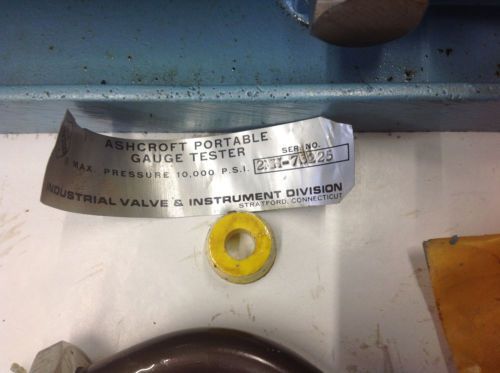 ASHCROFT PORTABLE
GAUGE TESTER
SER. NO.
MAX. PRESSURE 10,000 P.S.I.
INDUSTRIAL VALVE & INSTRUMENT DIVISION
STRATFORD, CONNECTICUT